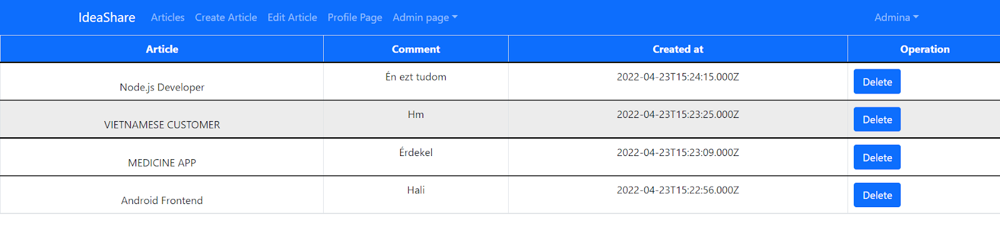 IdeaShare Articles Create Article Edit Article Profile Page Admin page Admina
Article Comment Created at Operation
Node.js Developer Én ezt tudom 2022-04-23T15:24:15.000Z Delete
VIETNAMESE CUSTOMER Hm 2022-04-23T15:23:25.000Z Delete
MEDICINE APP Érdekel 2022-04-23T15:23:09.000Z Delete
Android Frontend Hali 2022-04-23T15:22:56.000Z Delete